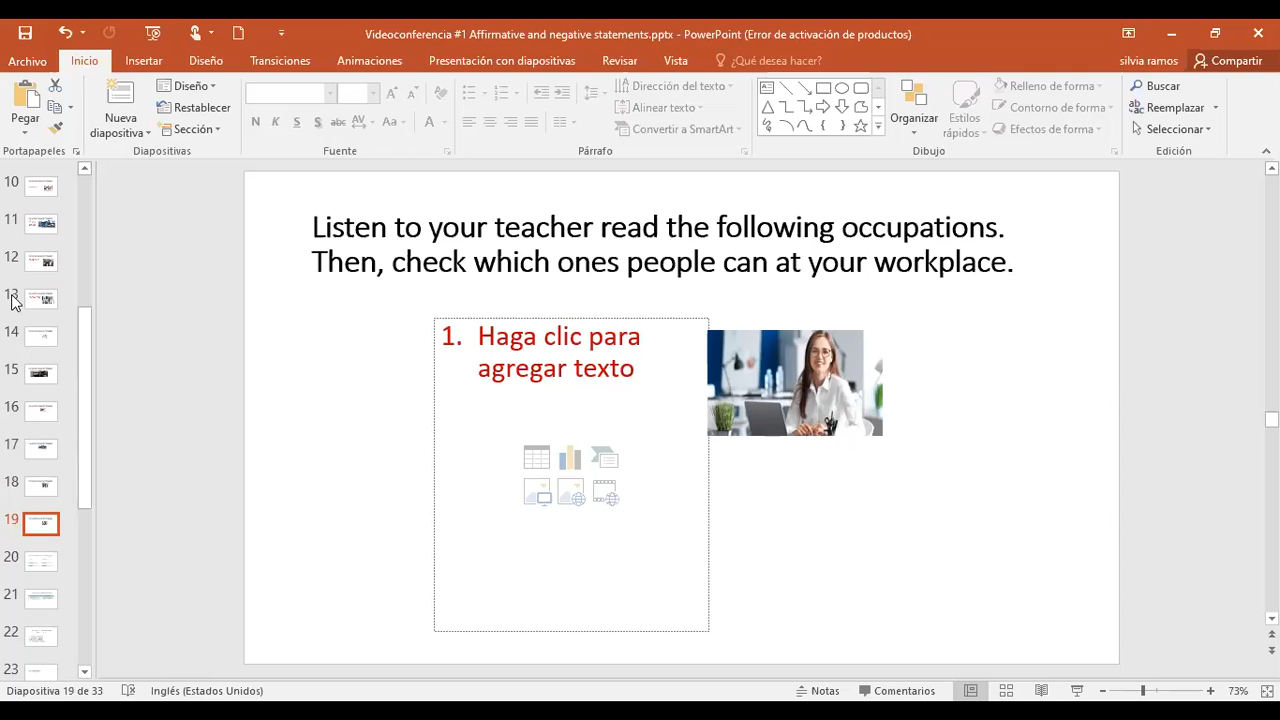 Videoconferencia #1 Affirmative and negative statements.pptx - PowerPoint (Error de activación de productos)
Archivo Inicio Insertar Diseño Transiciones Animaciones Presentación con diapositivas Revisar Vista ¿Qué desea hacer? silvia ramos Compartir
Pegar
Nueva diapositiva
Diseño
Restablecer
Sección
N K S S abc AV Aa A
Dirección del texto
Alinear texto
Convertir a SmartArt
Organizar
Estilos rápidos
Relleno de forma
Contorno de forma
Efectos de forma
Buscar
Reemplazar
Seleccionar
Portapapeles Diapositivas Fuente Párrafo Dibujo Edición
10
11
12
13
14
15
16
17
18
19
20
21
22
23
Listen to your teacher read the following occupations.
Then, check which ones people can at your workplace.
1. Haga clic para
agregar texto
Diapositiva 19 de 33 Inglés (Estados Unidos) Notas Comentarios 73%